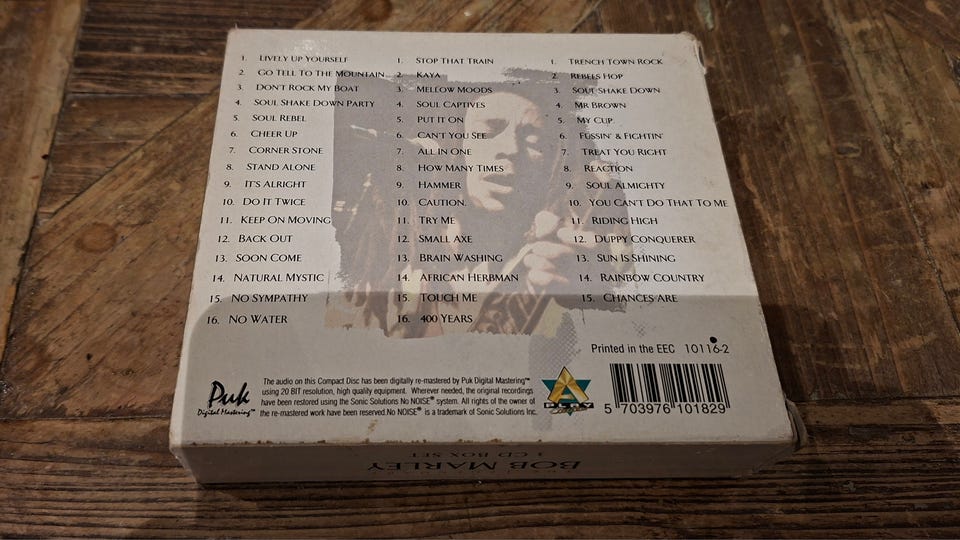 1. LIVELY UP YOURSELF
2. GO TELL TO THE MOUNTAIN
3. DON'T ROCK MY BOAT
4. SOUL SHAKE DOWN PARTY
5. SOUL REBEL
6. CHEER UP
7. CORNER STONE
8. STAND ALONE
9. IT'S ALRIGHT
10. DO IT TWICE
11. KEEP ON MOVING
12. BACK OUT
13. SOON COME
14. NATURAL MYSTIC
15. NO SYMPATHY
16. NO WATER
1. STOP THAT TRAIN
2. KAYA
3. MELLOW MOODS
4. SOUL CAPTIVES
5. PUT IT ON
6. CAN'T YOU SEE
7. ALL IN ONE
8. HOW MANY TIMES
9. HAMMER
10. CAUTION.
11. TRY ME
12. SMALL AXE
13. BRAIN WASHING
14. AFRICAN HERBMAN
15. TOUCH ME
16. 400 YEARS
1. TRENCH TOWN ROCK
2. REBELS HOP
3. SOUL SHAKE DOWN
4. MR BROWN
5. MY CUP
6. FUSSIN' & FIGHTIN'
7. TREAT YOU RIGHT
8. REACTION
9. SOUL ALMIGHTY
10. YOU CAN'T DO THAT TO ME
11. RIDING HIGH
12. DUPPY CONQUERER
13. SUN IS SHINING
14. RAINBOW COUNTRY
15. CHANCES ARE
Printed in the EEC 10116-2
Puk
Digital Mastering™
The audio on this Compact Disc has been digitally re-mastered by Puk Digital Mastering™
using 20 BIT resolution, high quality equipment. Wherever needed, the original recordings
have been restored using the Sonic Solutions No NOISE® system. All rights of the owner of
the re-mastered work have been reserved.No NOISE® is a trademark of Sonic Solutions Inc.
PLAY
5 703976 101829
BOB MARLEY
3 CD BOX SET